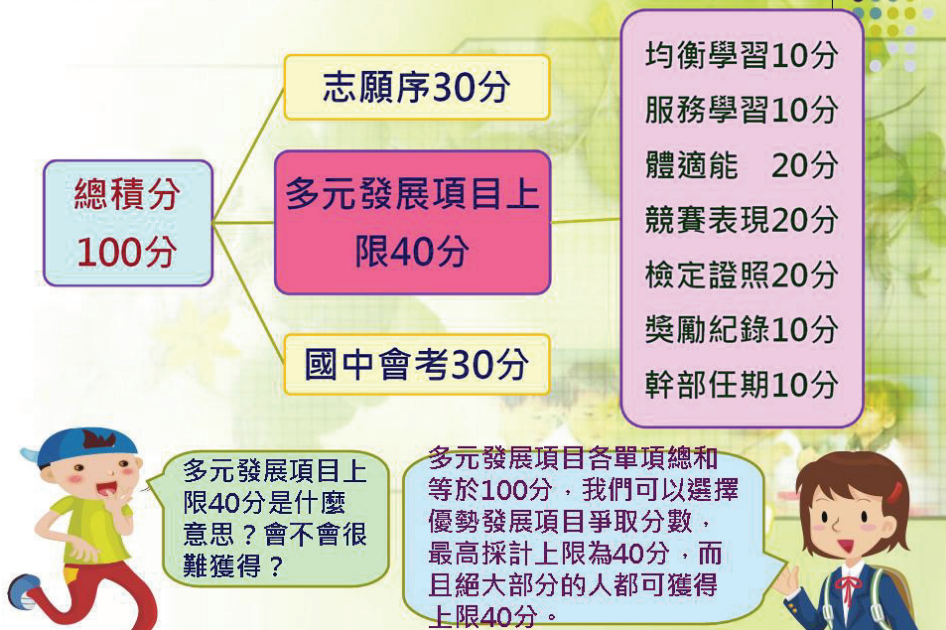 總積分
100分
志願序30分
多元發展項目上
限40分
國中會考30分
均衡學習10分
服務學習10分
體適能 20分
競賽表現20分
檢定證照20分
獎勵紀錄10分
幹部任期10分
多元發展項目上
限40分是什麼
意思？會不會很
難獲得？
多元發展項目各單項總和
等於100分，我們可以選擇
優勢發展項目爭取分數，
最高採計上限為40分，而
且絕大部分的人都可獲得
上限40分。